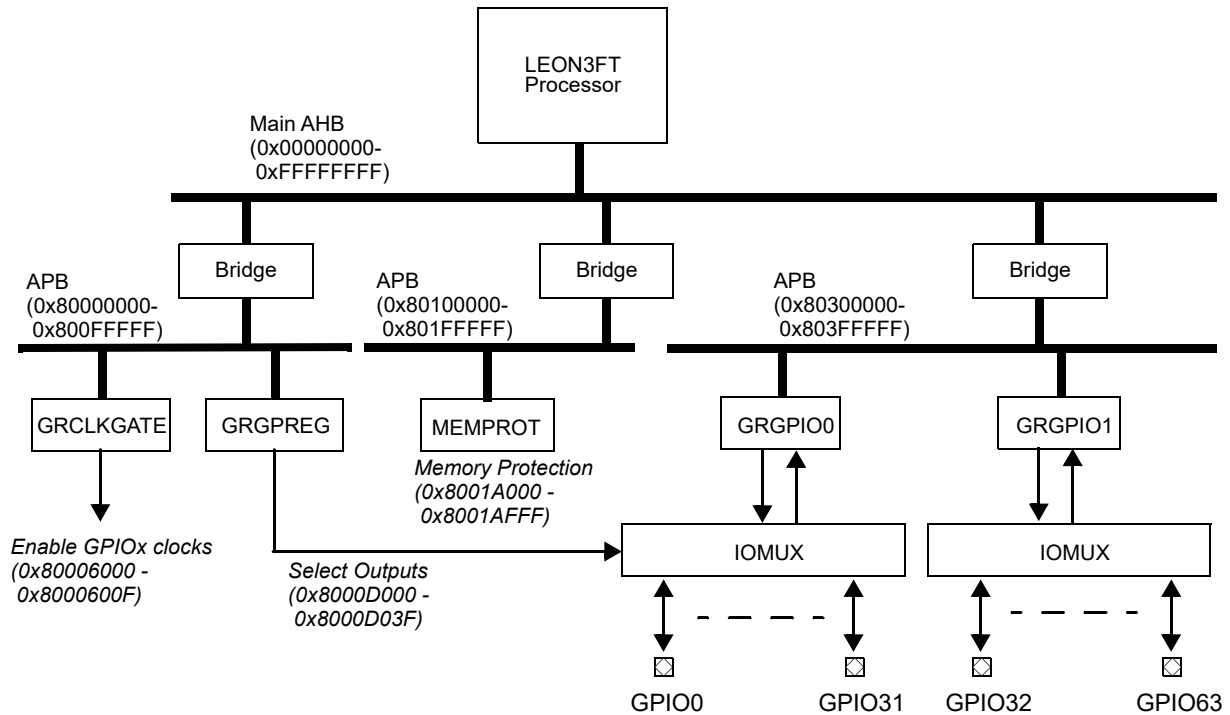 LEON3FT
Processor
Main AHB
(0x00000000-
0xFFFFFFFF)
Bridge
Bridge
Bridge
APB
(0x80000000-
0x800FFFFF)
APB
(0x80100000-
0x801FFFFF)
APB
(0x80300000-
0x803FFFFF)
GRCLKGATE
GRGPREG
MEMPROT
GRGPIO0
GRGPIO1
Memory Protection
(0x8001A000 -
0x8001AFFF)
Enable GPIOx clocks
(0x80006000 -
0x8000600F)
Select Outputs
(0x8000D000 -
0x8000D03F)
IOMUX
IOMUX
GPIO0
GPIO31
GPIO32
GPIO63